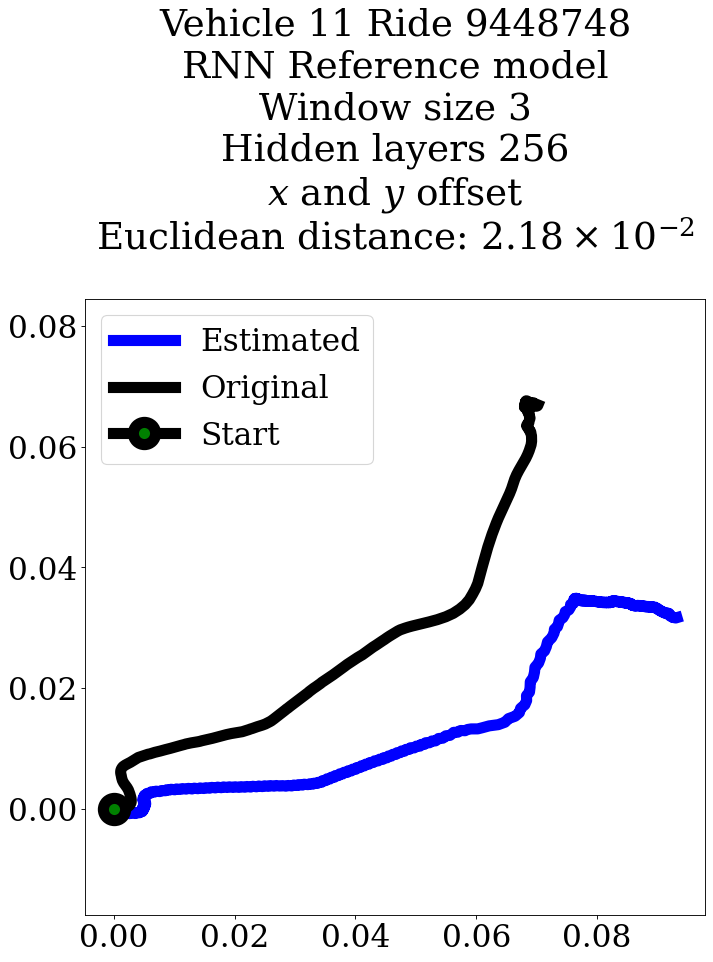 Vehicle 11 Ride 9448748
RNN Reference model
Window size 3
Hidden layers 256
x and y offset
Euclidean distance: 2.18 × 10⁻²
Estimated
Original
Start
0.08
0.06
0.04
0.02
0.00
0.00 0.02 0.04 0.06 0.08